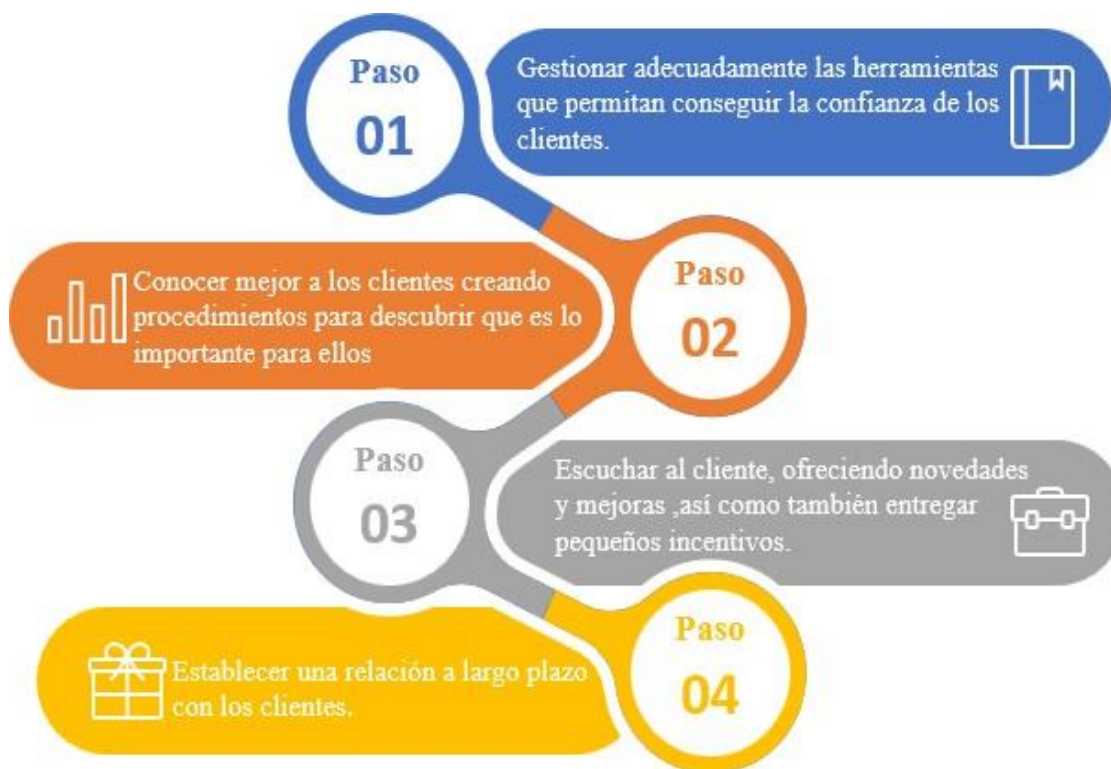 Paso
01
Gestionar adecuadamente las herramientas
que permitan conseguir la confianza de los
clientes.
Conocer mejor a los clientes creando
procedimientos para descubrir que es lo
importante para ellos
Paso
02
Paso
03
Escuchar al cliente, ofreciendo novedades
y mejoras ,así como también entregar
pequeños incentivos.
Establecer una relación a largo plazo
con los clientes.
Paso
04